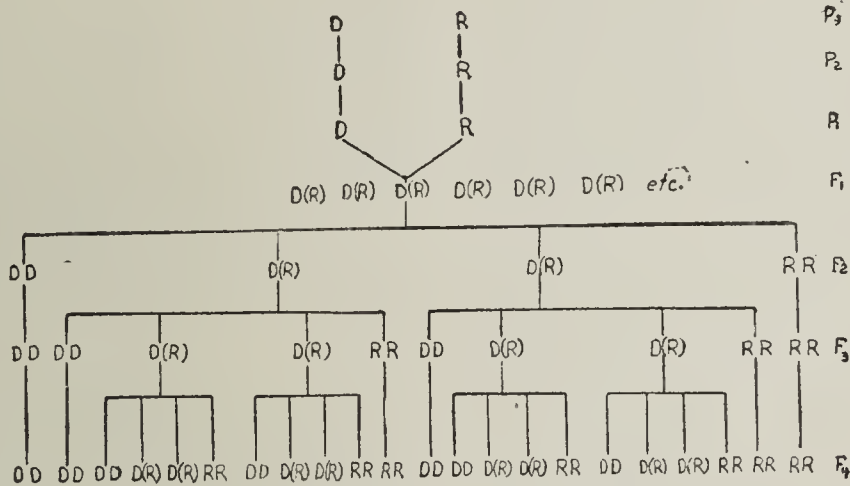 D R P3
D R P2
D R P1
D(R) D(R) D(R) D(R) D(R) D(R) etc. F1
DD D(R) D(R) RR F2
DD DD D(R) D(R) RR DD D(R) D(R) RR RR F3
DD DD DD D(R) D(R) RR DD D(R) D(R) RR RR DD DD D(R) D(R) RR DD D(R) D(R) RR RR RR F4